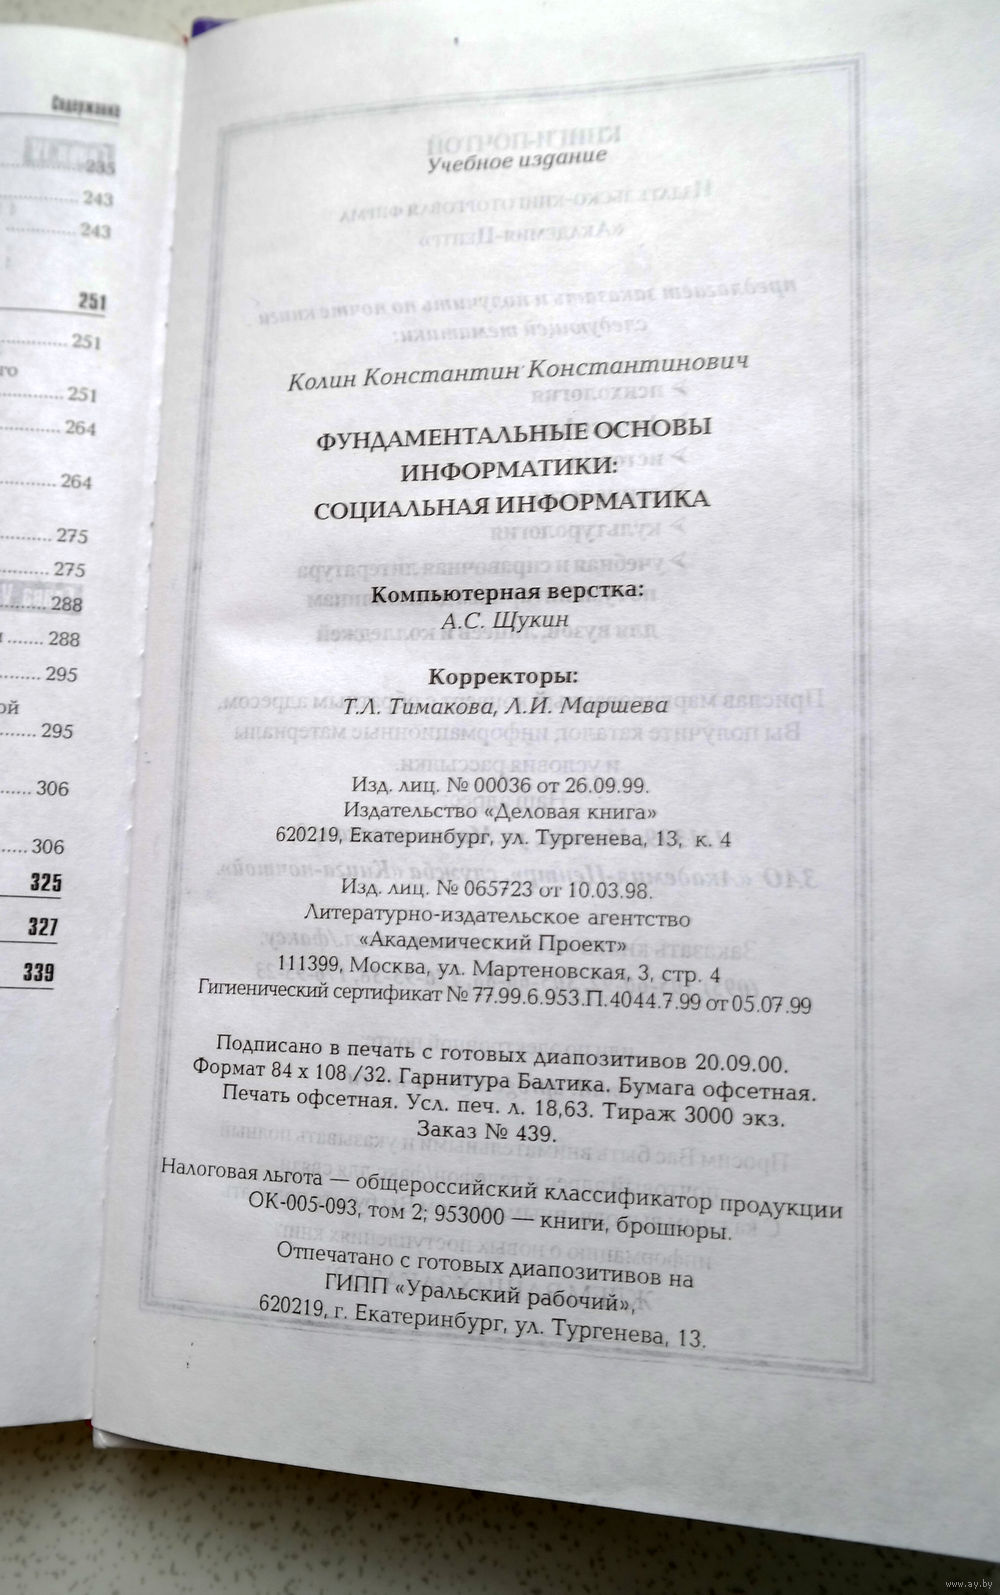 Содержание
235
243
243
251
251
го
251
264
264
275
275
288
288
295
ой
295
306
306
325
327
339
Учебное издание
Колин Константин Константинович
ФУНДАМЕНТАЛЬНЫЕ ОСНОВЫ
ИНФОРМАТИКИ:
СОЦИАЛЬНАЯ ИНФОРМАТИКА
Компьютерная верстка:
А.С. Щукин
Корректоры:
Т.Л. Тимакова, Л.И. Маршева
Изд. лиц. № 00036 от 26.09.99.
Издательство «Деловая книга»
620219, Екатеринбург, ул. Тургенева, 13, к. 4
Изд. лиц. № 065723 от 10.03.98.
Литературно-издательское агентство
«Академический Проект»
111399, Москва, ул. Мартеновская, 3, стр. 4
Гигиенический сертификат № 77.99.6.953.П.4044.7.99 от 05.07.99
Подписано в печать с готовых диапозитивов 20.09.00.
Формат 84 х 108 /32. Гарнитура Балтика. Бумага офсетная.
Печать офсетная. Усл. печ. л. 18,63. Тираж 3000 экз.
Заказ № 439.
Налоговая льгота — общероссийский классификатор продукции
ОК-005-093, том 2; 953000 — книги, брошюры.
Отпечатано с готовых диапозитивов на
ГИПП «Уральский рабочий»,
620219, г. Екатеринбург, ул. Тургенева, 13.
www.ay.by